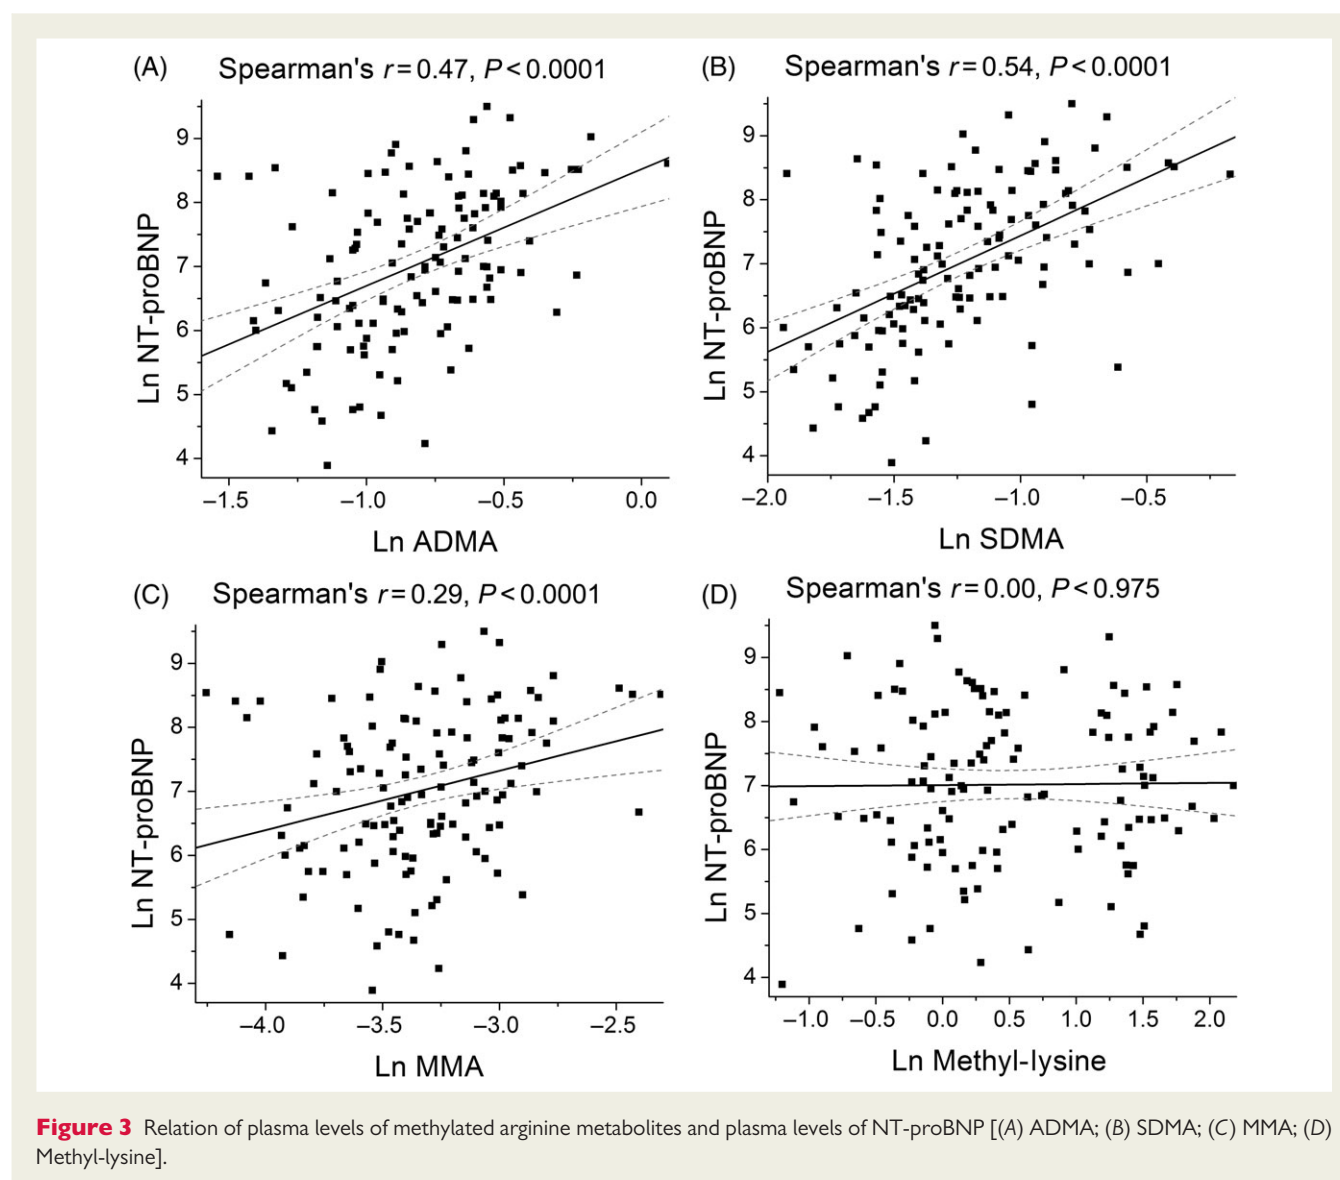 (A) Spearman's r=0.47, P<0.0001
9
8
7
6
5
4
Ln NT-proBNP
–1.5 –1.0 –0.5 0.0
Ln ADMA
(B) Spearman's r=0.54, P<0.0001
9
8
7
6
5
4
Ln NT-proBNP
–2.0 –1.5 –1.0 –0.5
Ln SDMA
(C) Spearman's r=0.29, P<0.0001
9
8
7
6
5
4
Ln NT-proBNP
–4.0 –3.5 –3.0 –2.5
Ln MMA
(D) Spearman's r=0.00, P<0.975
9
8
7
6
5
4
Ln NT-proBNP
–1.0 –0.5 0.0 0.5 1.0 1.5 2.0
Ln Methyl-lysine
Figure 3 Relation of plasma levels of methylated arginine metabolites and plasma levels of NT-proBNP [(A) ADMA; (B) SDMA; (C) MMA; (D)
Methyl-lysine].